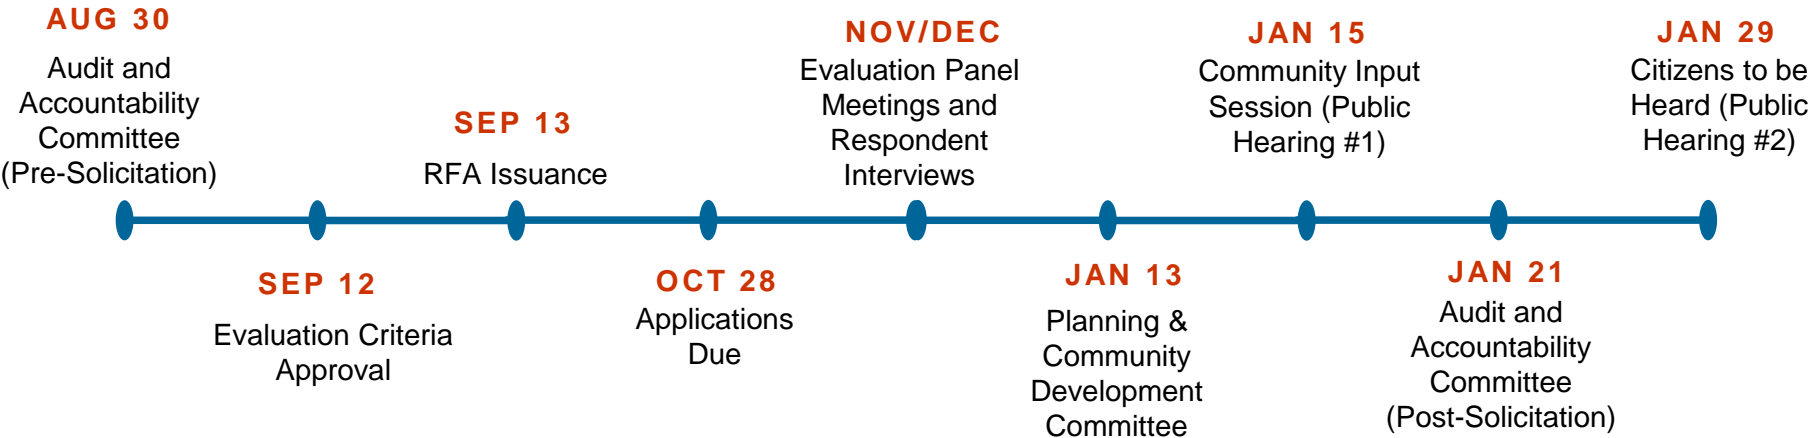 AUG 30
Audit and
Accountability
Committee
(Pre-Solicitation)
SEP 12
Evaluation Criteria
Approval
SEP 13
RFA Issuance
OCT 28
Applications
Due
NOV/DEC
Evaluation Panel
Meetings and
Respondent
Interviews
JAN 13
Planning &
Community
Development
Committee
JAN 15
Community Input
Session (Public
Hearing #1)
JAN 21
Audit and
Accountability
Committee
(Post-Solicitation)
JAN 29
Citizens to be
Heard (Public
Hearing #2)